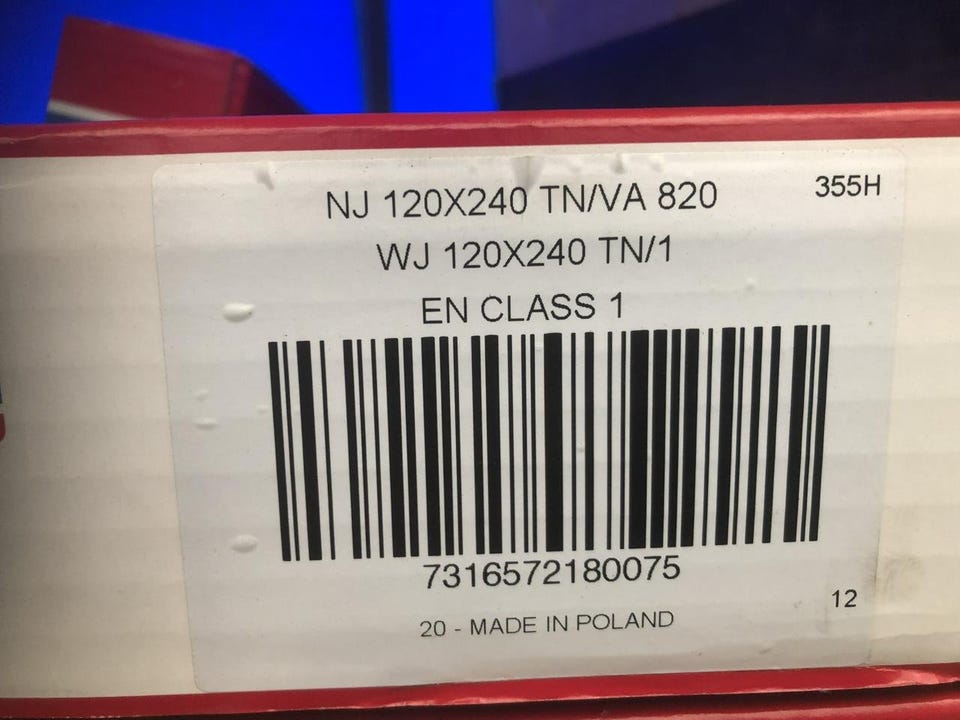 NJ 120X240 TN/VA 820
355H
WJ 120X240 TN/1
EN CLASS 1
7316572180075
12
20 - MADE IN POLAND